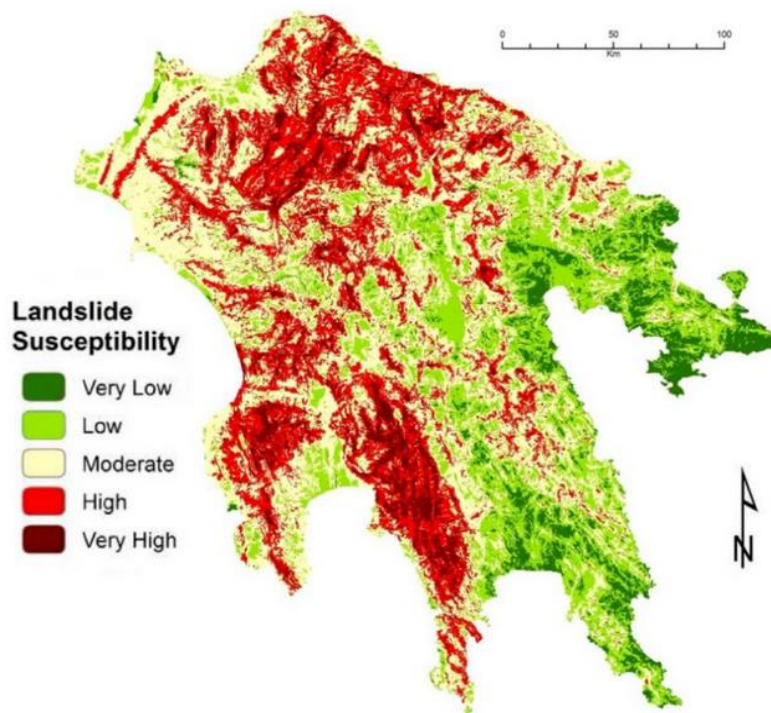 0 50 100
Km
Landslide
Susceptibility
Very Low
Low
Moderate
High
Very High
N